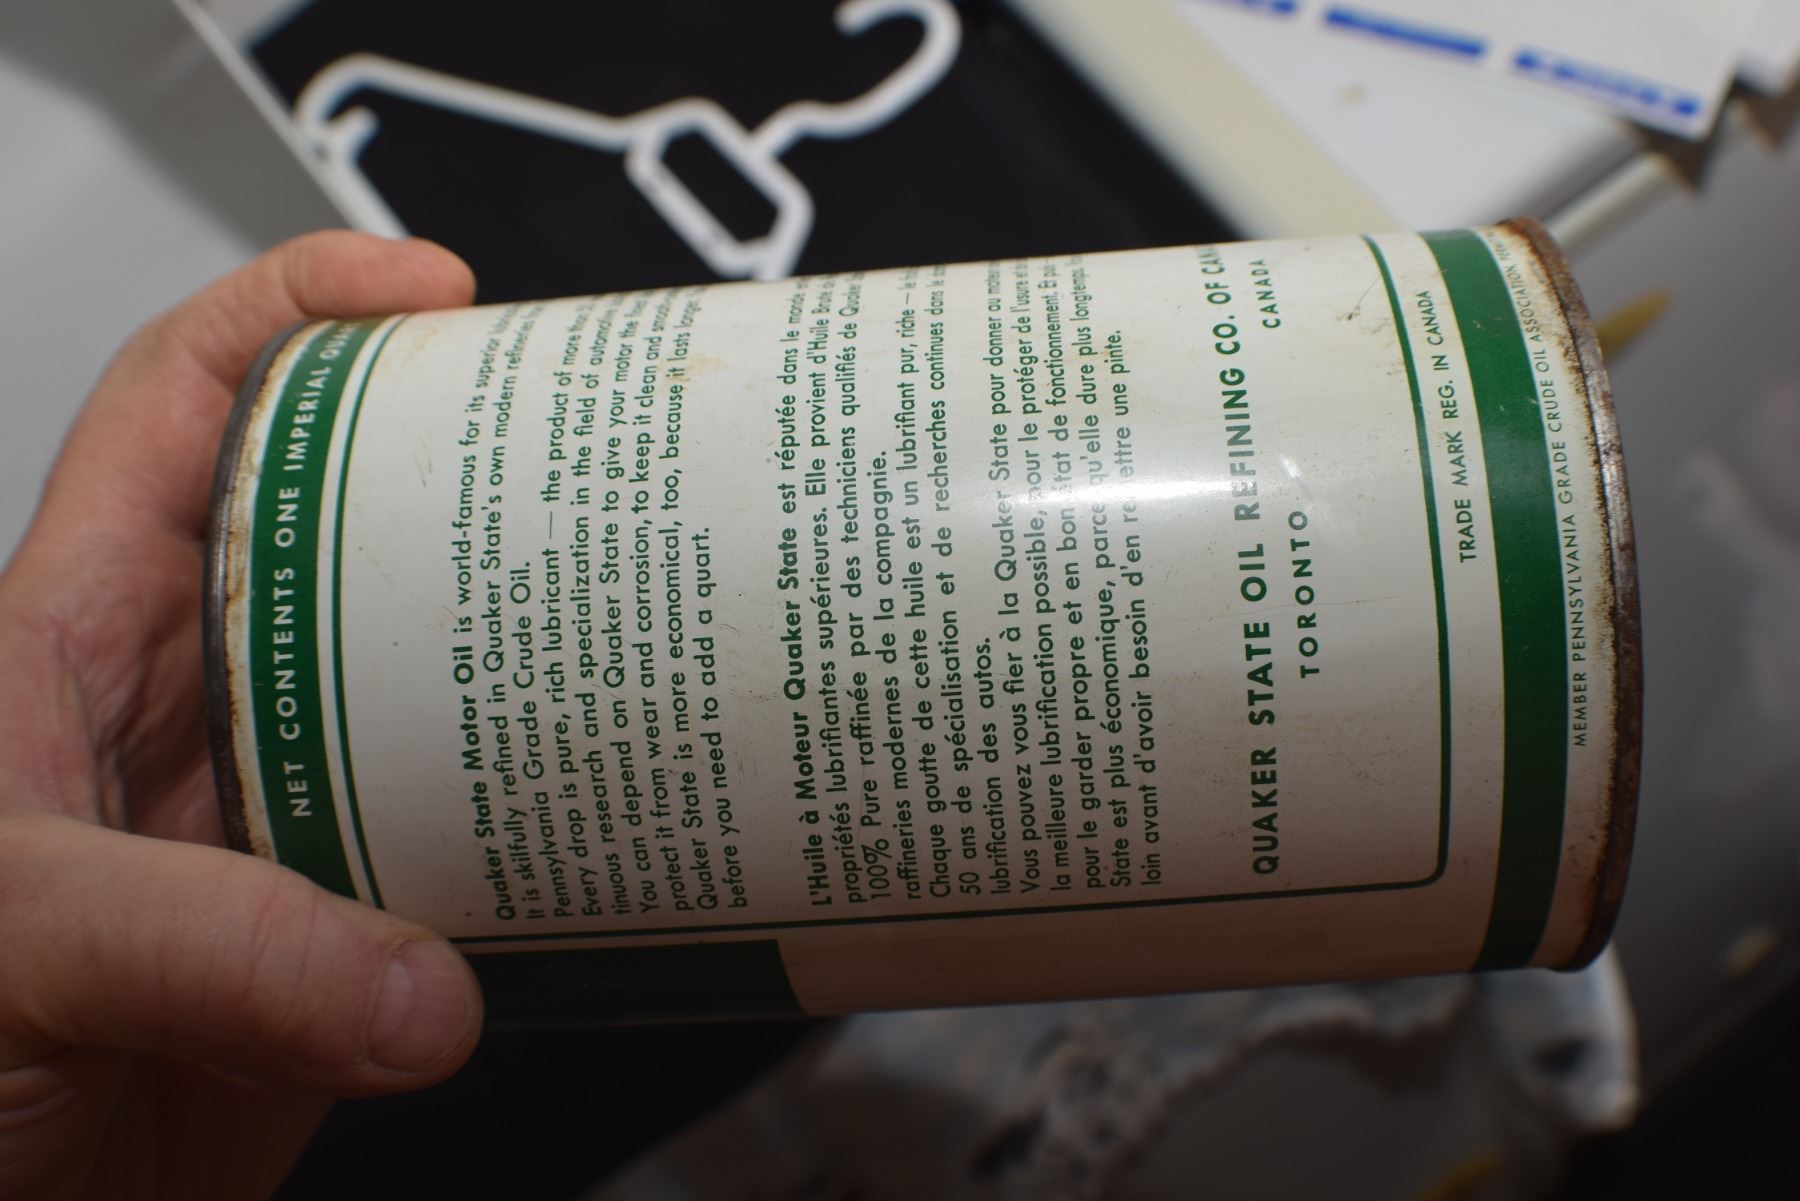 NET CONTENTS ONE IMPERIAL QUART
Quaker State Motor Oil is world-famous for its superior
It is skilfully refined in Quaker State's own modern refineries
Pennsylvania Grade Crude Oil.
Every drop is pure, rich lubricant — the product of more than
tinuous research and specialization in the field of automotive
You can depend on Quaker State to give your motor the
protect it from wear and corrosion, to keep it clean and
Quaker State is more economical, too, because it lasts longer
before you need to add a quart.
L'Huile à Moteur Quaker State est réputée dans le monde
propriétés lubrifiantes supérieures. Elle provient d'Huile Brute
100% Pure raffinée par des techniciens qualifiés de Quaker
raffineries modernes de la compagnie.
Chaque goutte de cette huile est un lubrifiant pur, riche — le
50 ans de spécialisation et de recherches continues dans le
lubrification des autos.
Vous pouvez vous fier à la Quaker State pour donner au
la meilleure lubrification possible, pour le protéger de l'usure et
pour le garder propre et en bon état de fonctionnement. Et
State est plus économique, parce qu'elle dure plus longtemps
loin avant d'avoir besoin d'en remettre une pinte.
QUAKER STATE OIL REFINING CO. OF
TORONTO CANADA
TRADE MARK REG. IN CANADA
MEMBER PENNSYLVANIA GRADE CRUDE OIL ASSOCIATION